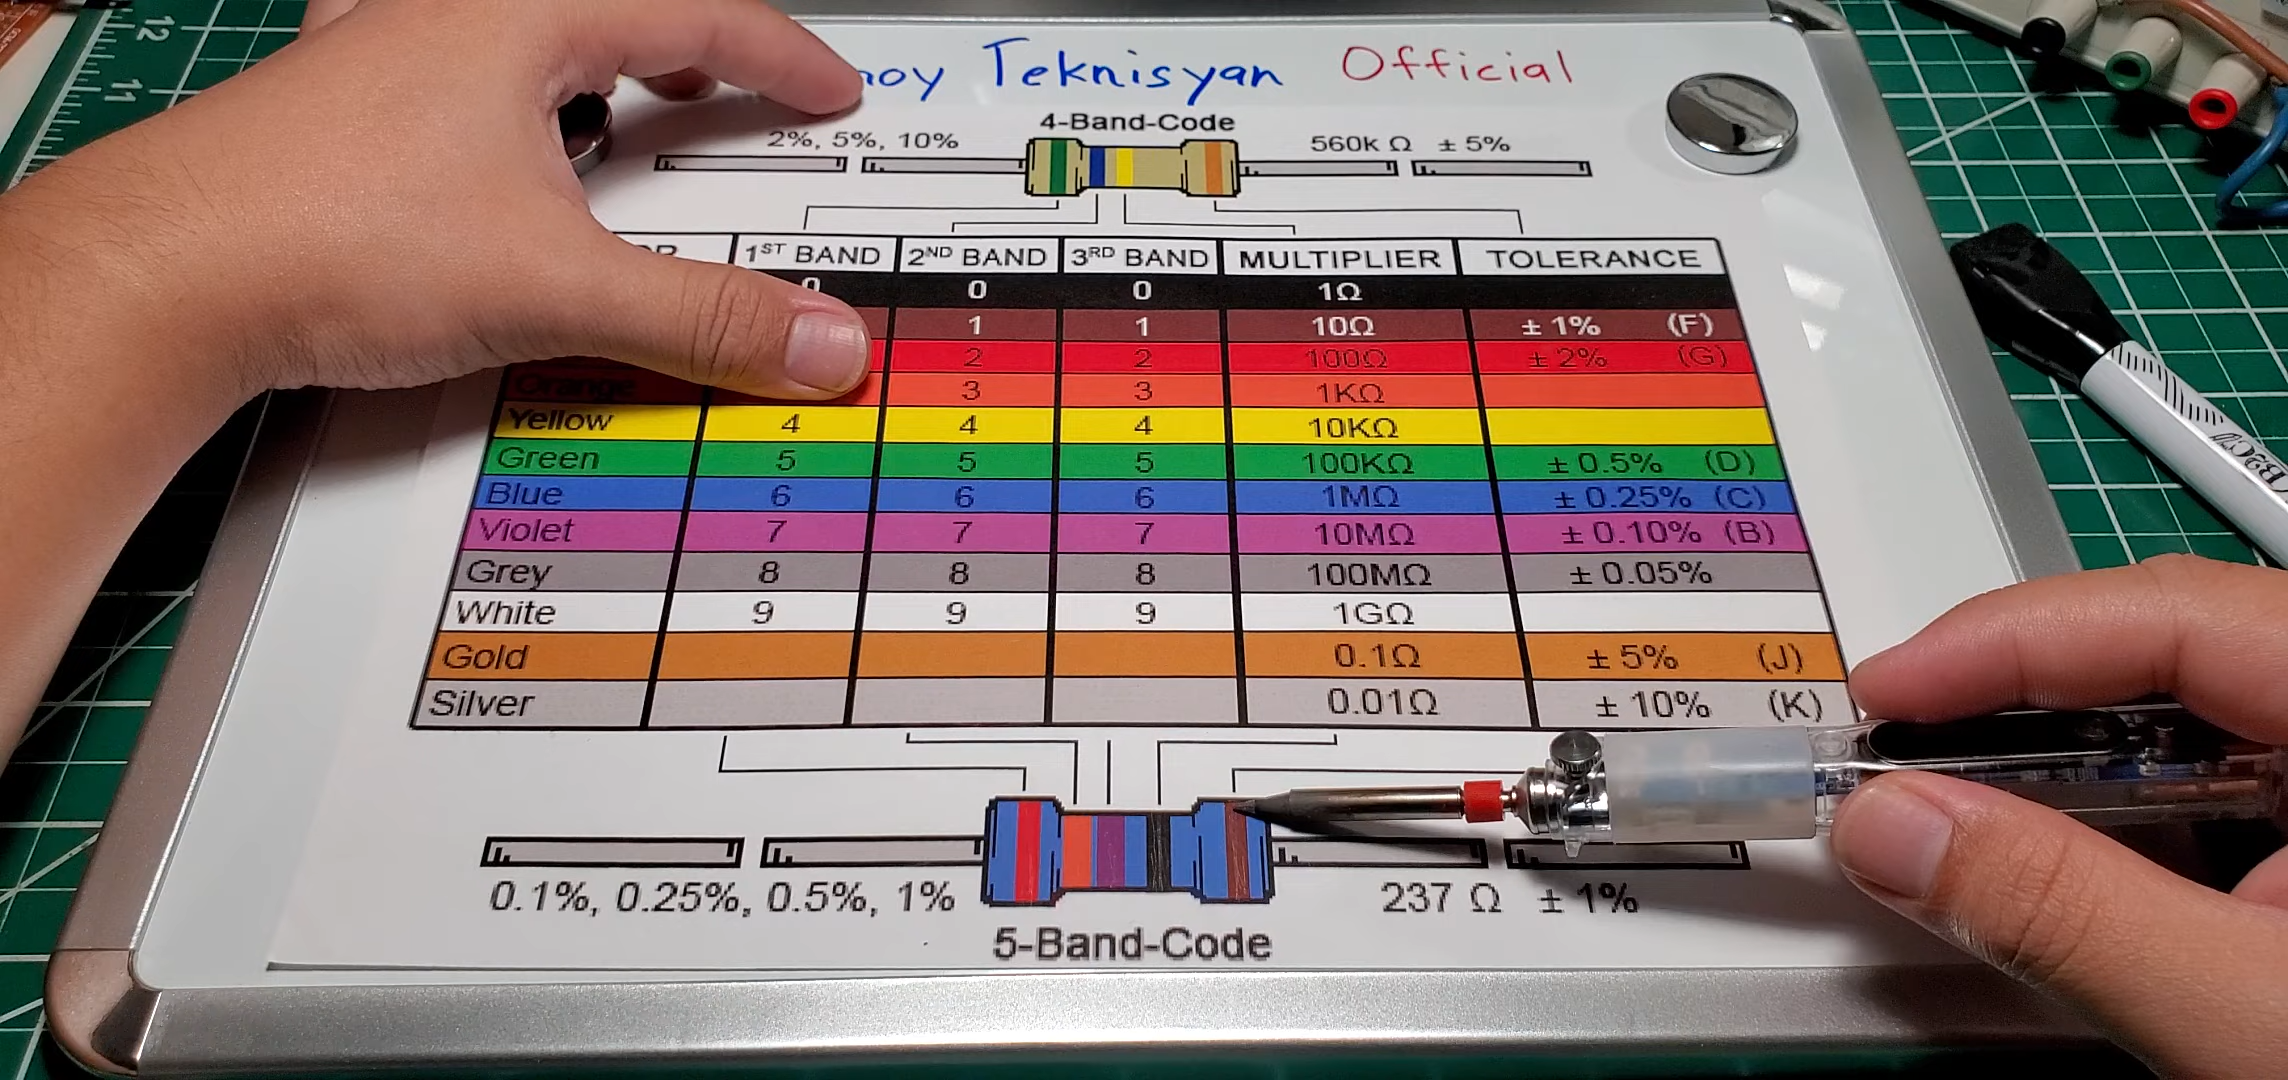 Teknisyan Official
4-Band-Code
2%, 5%, 10% 560k Ω ± 5%
1ST BAND 2ND BAND 3RD BAND MULTIPLIER TOLERANCE
0 0 0 1Ω
1 1 10Ω ± 1% (F)
2 2 100Ω ± 2% (G)
Orange 3 3 1KΩ
Yellow 4 4 4 10KΩ
Green 5 5 5 100KΩ ± 0.5% (D)
Blue 6 6 6 1MΩ ± 0.25% (C)
Violet 7 7 7 10MΩ ± 0.10% (B)
Grey 8 8 8 100MΩ ± 0.05%
White 9 9 9 1GΩ
Gold 0.1Ω ± 5% (J)
Silver 0.01Ω ± 10% (K)
0.1%, 0.25%, 0.5%, 1% 237 Ω ± 1%
5-Band-Code
12
11